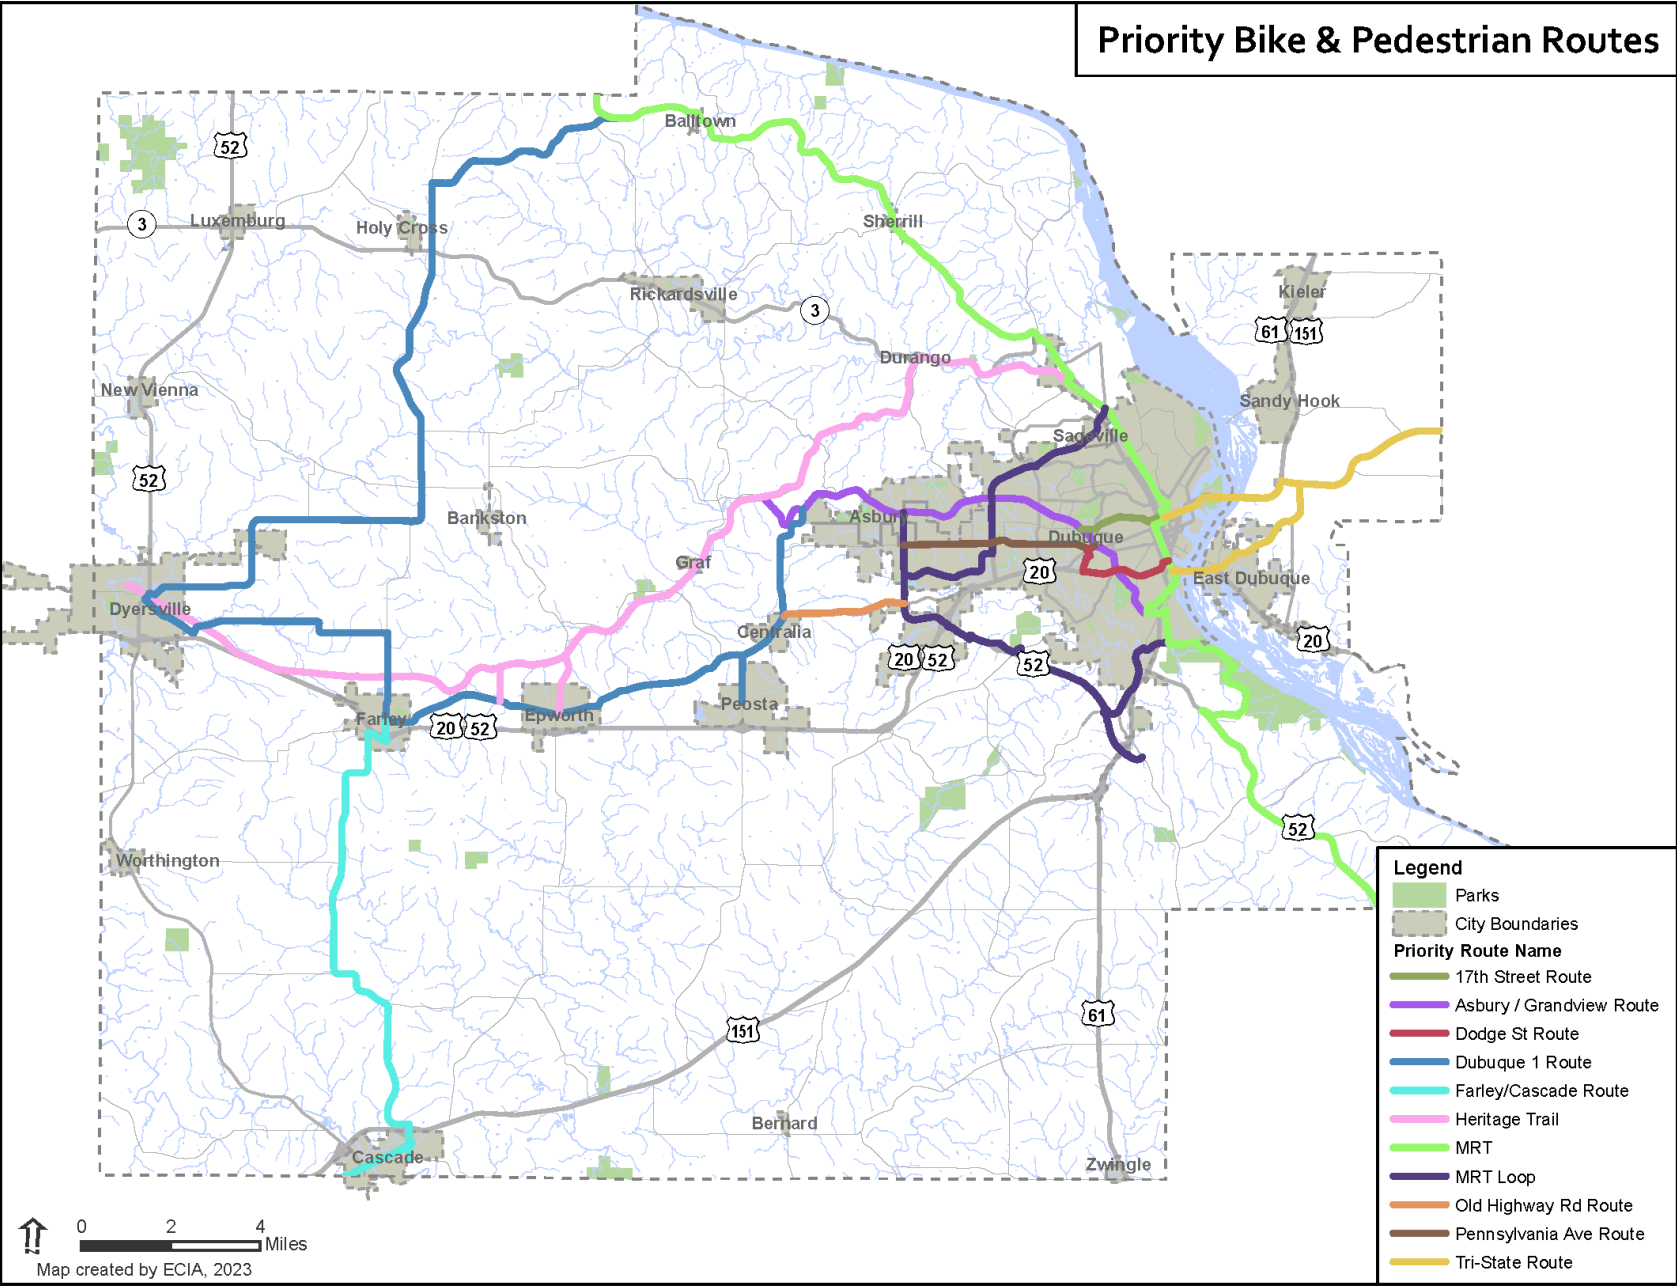 Priority Bike & Pedestrian Routes
Balltown
52
3
Luxemburg
Holy Cross
Sherrill
Rickardsville
3
Kieler
61
151
Durango
New Vienna
Sandy Hook
Sageville
52
Bankston
Asbury
Dubuque
Graf
20
East Dubuque
Dyersville
Centralia
20
52
52
20
Peosta
Farley
Epworth
20
52
52
Worthington
151
61
Bernard
Cascade
Zwingle
Legend
Parks
City Boundaries
Priority Route Name
17th Street Route
Asbury / Grandview Route
Dodge St Route
Dubuque 1 Route
Farley/Cascade Route
Heritage Trail
MRT
MRT Loop
Old Highway Rd Route
Pennsylvania Ave Route
Tri-State Route
N
0 2 4
Miles
Map created by ECIA, 2023